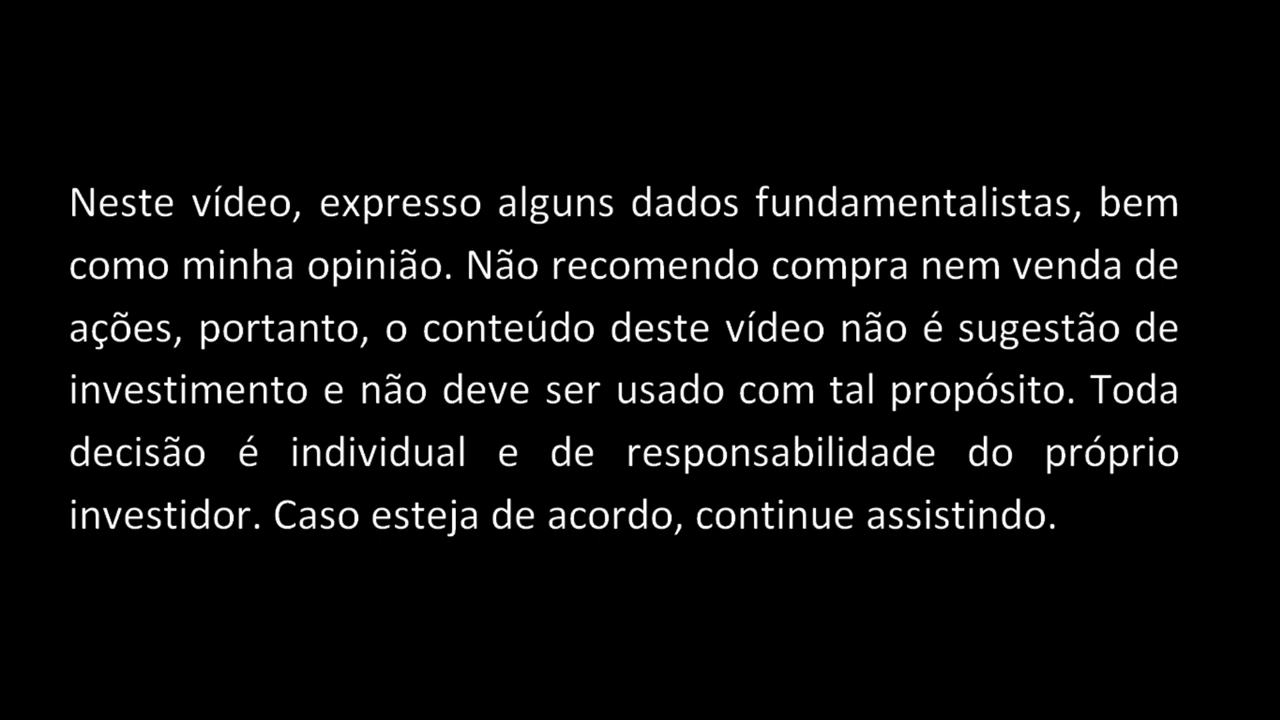 Neste vídeo, expresso alguns dados fundamentalistas, bem
como minha opinião. Não recomendo compra nem venda de
ações, portanto, o conteúdo deste vídeo não é sugestão de
investimento e não deve ser usado com tal propósito. Toda
decisão é individual e de responsabilidade do próprio
investidor. Caso esteja de acordo, continue assistindo.